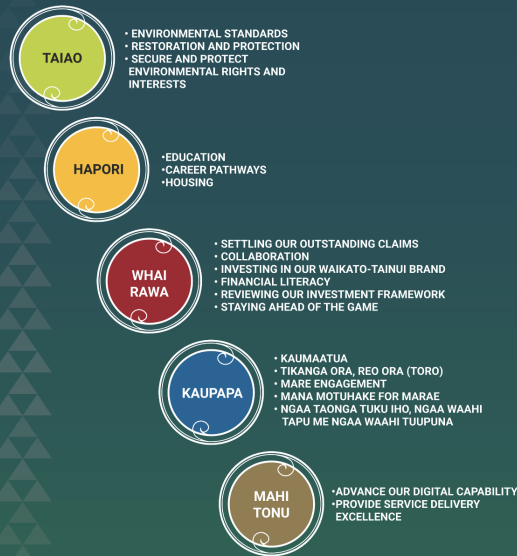 TAIAO
• ENVIRONMENTAL STANDARDS
• RESTORATION AND PROTECTION
• SECURE AND PROTECT
ENVIRONMENTAL RIGHTS AND
INTERESTS
HAPORI
•EDUCATION
•CAREER PATHWAYS
•HOUSING
WHAI
RAWA
• SETTLING OUR OUTSTANDING CLAIMS
• COLLABORATION
• INVESTING IN OUR WAIKATO-TAINUI BRAND
• FINANCIAL LITERACY
• REVIEWING OUR INVESTMENT FRAMEWORK
• STAYING AHEAD OF THE GAME
KAUPAPA
• KAUMAATUA
• TIKANGA ORA, REO ORA (TORO)
• MARE ENGAGEMENT
• MANA MOTUHAKE FOR MARAE
• NGAA TAONGA TUKU IHO, NGAA WAAHI
TAPU ME NGAA WAAHI TUUPUNA
MAHI
TONU
•ADVANCE OUR DIGITAL CAPABILITY
•PROVIDE SERVICE DELIVERY
EXCELLENCE